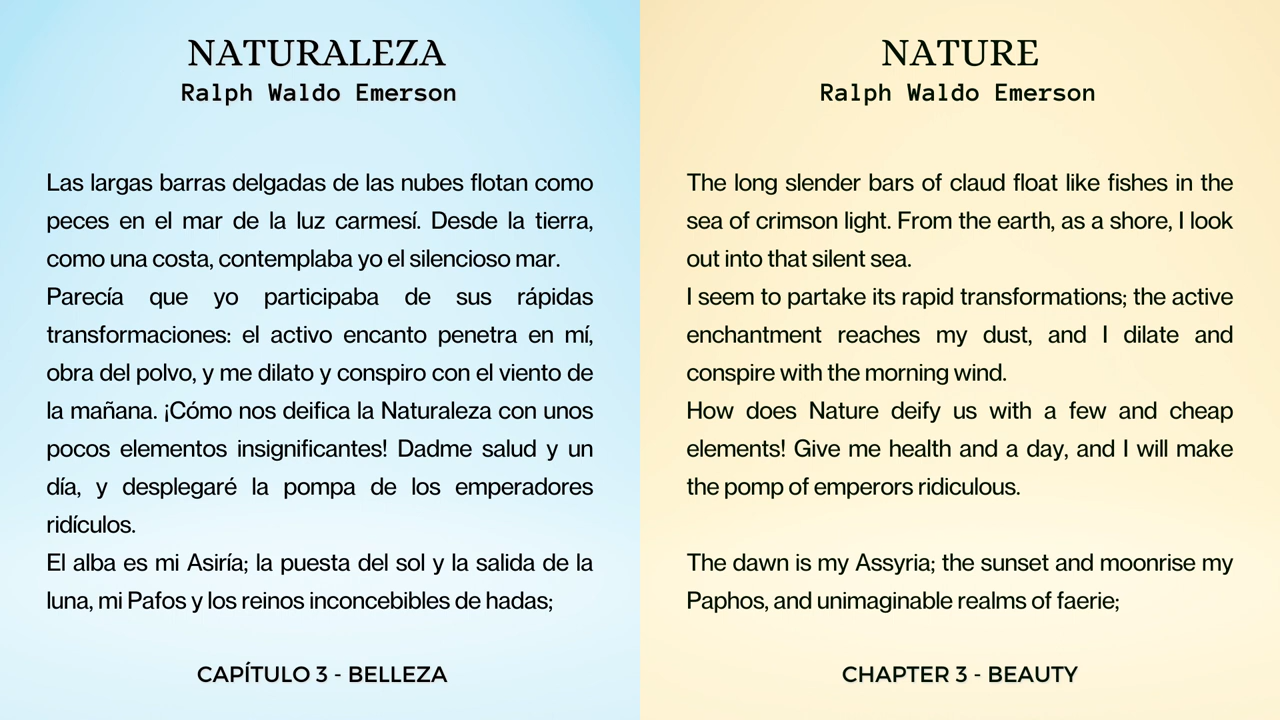 NATURALEZA
Ralph Waldo Emerson
Las largas barras delgadas de las nubes flotan como
peces en el mar de la luz carmesí. Desde la tierra,
como una costa, contemplaba yo el silencioso mar.
Parecía que yo participaba de sus rápidas
transformaciones: el activo encanto penetra en mí,
obra del polvo, y me dilato y conspiro con el viento de
la mañana. ¡Cómo nos deifica la Naturaleza con unos
pocos elementos insignificantes! Dadme salud y un
día, y desplegaré la pompa de los emperadores
ridículos.
El alba es mi Asiría; la puesta del sol y la salida de la
luna, mi Pafos y los reinos inconcebibles de hadas;
CAPÍTULO 3 - BELLEZA
NATURE
Ralph Waldo Emerson
The long slender bars of claud float like fishes in the
sea of crimson light. From the earth, as a shore, I look
out into that silent sea.
I seem to partake its rapid transformations; the active
enchantment reaches my dust, and I dilate and
conspire with the morning wind.
How does Nature deify us with a few and cheap
elements! Give me health and a day, and I will make
the pomp of emperors ridiculous.
The dawn is my Assyria; the sunset and moonrise my
Paphos, and unimaginable realms of faerie;
CHAPTER 3 - BEAUTY